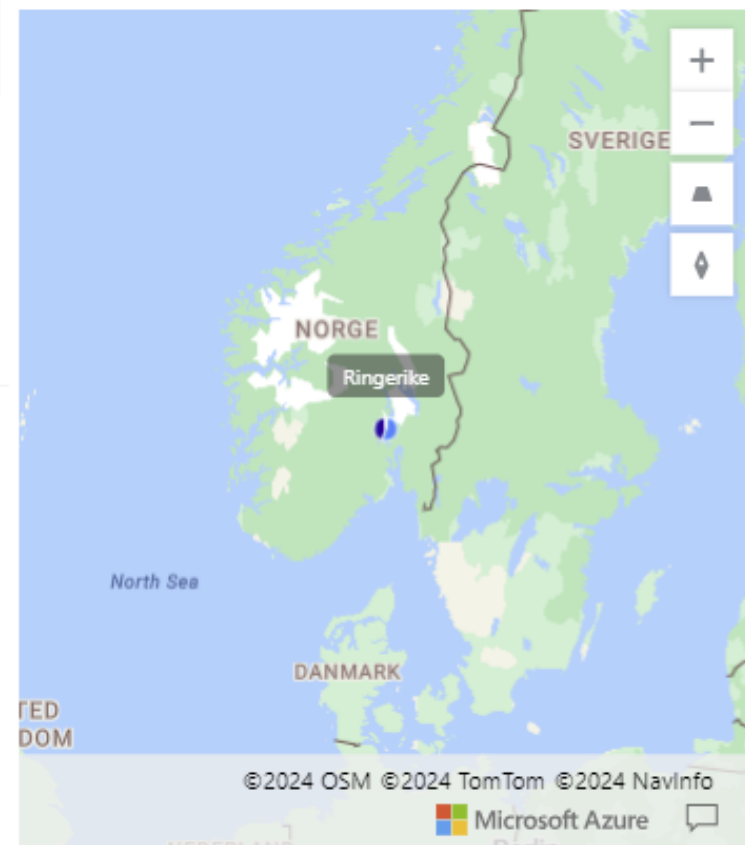 SVERIGE
NORGE
Ringerike
North Sea
DANMARK
TED
DOM
©2024 OSM ©2024 TomTom ©2024 NavInfo
Microsoft Azure